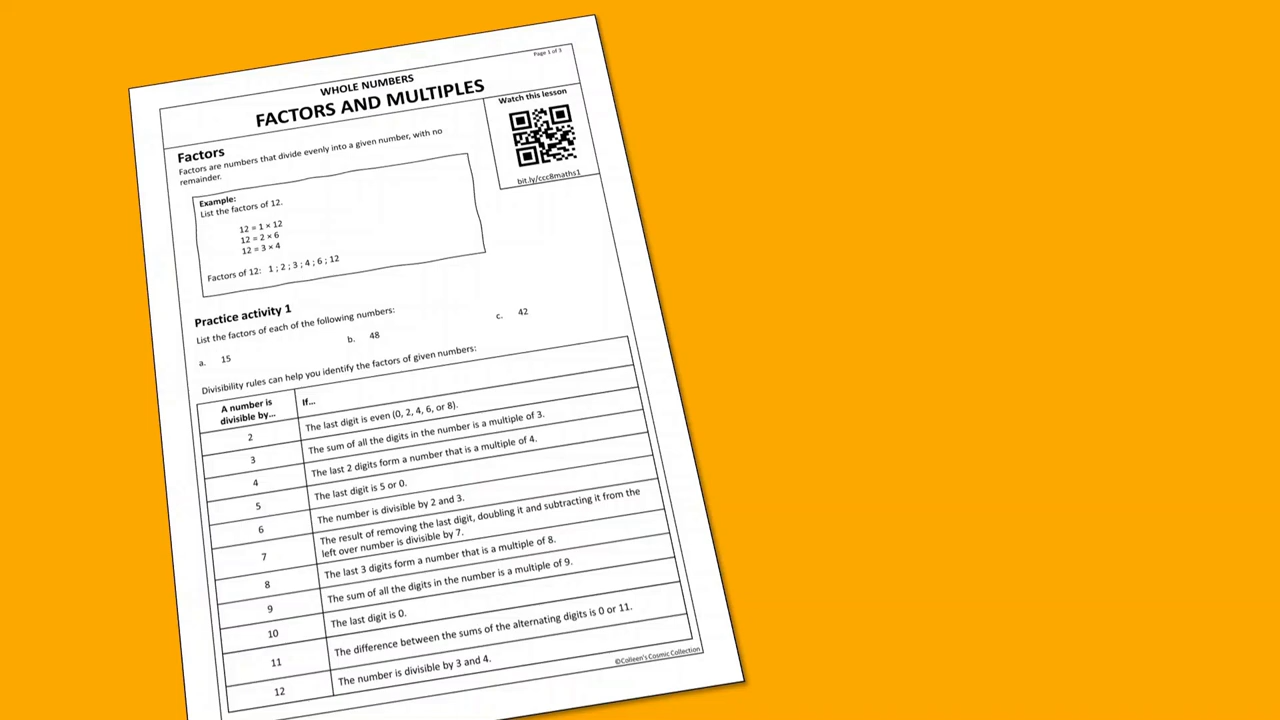 Page 1 of 3
WHOLE NUMBERS
FACTORS AND MULTIPLES
Watch this lesson
bit.ly/ccc8maths1
Factors
Factors are numbers that divide evenly into a given number, with no
remainder.
Example:
List the factors of 12.
12 = 1 × 12
12 = 2 × 6
12 = 3 × 4
Factors of 12: 1 ; 2 ; 3 ; 4 ; 6 ; 12
Practice activity 1
List the factors of each of the following numbers:
a. 15 b. 48 c. 42
Divisibility rules can help you identify the factors of given numbers:
A number is
divisible by... If...
2 The last digit is even (0, 2, 4, 6, or 8).
3 The sum of all the digits in the number is a multiple of 3.
4 The last 2 digits form a number that is a multiple of 4.
5 The last digit is 5 or 0.
6 The number is divisible by 2 and 3.
7 The result of removing the last digit, doubling it and subtracting it from the
left over number is divisible by 7.
8 The last 3 digits form a number that is a multiple of 8.
9 The sum of all the digits in the number is a multiple of 9.
10 The last digit is 0.
11 The difference between the sums of the alternating digits is 0 or 11.
12 The number is divisible by 3 and 4.
©Colleen's Cosmic Collection